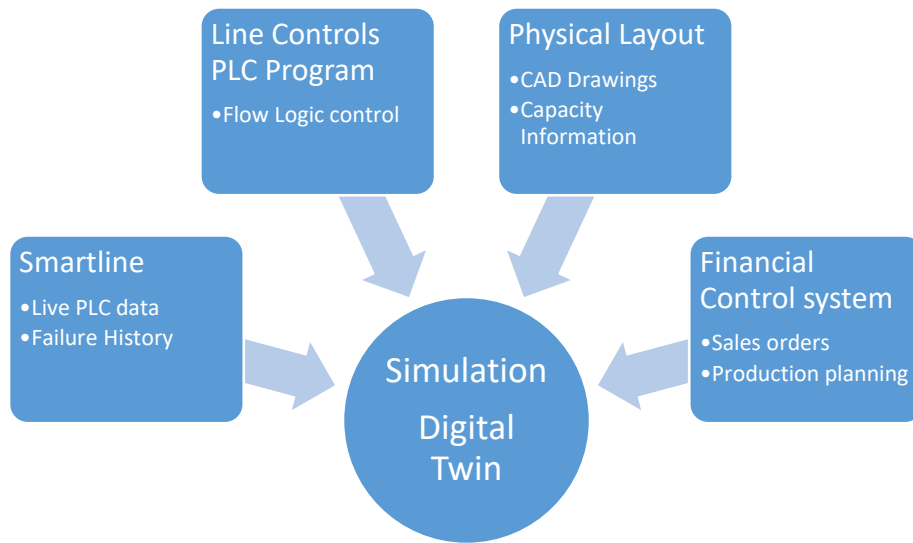 Line Controls
PLC Program
•Flow Logic control
Physical Layout
•CAD Drawings
•Capacity
Information
Smartline
•Live PLC data
•Failure History
Financial
Control system
•Sales orders
•Production planning
Simulation
Digital
Twin